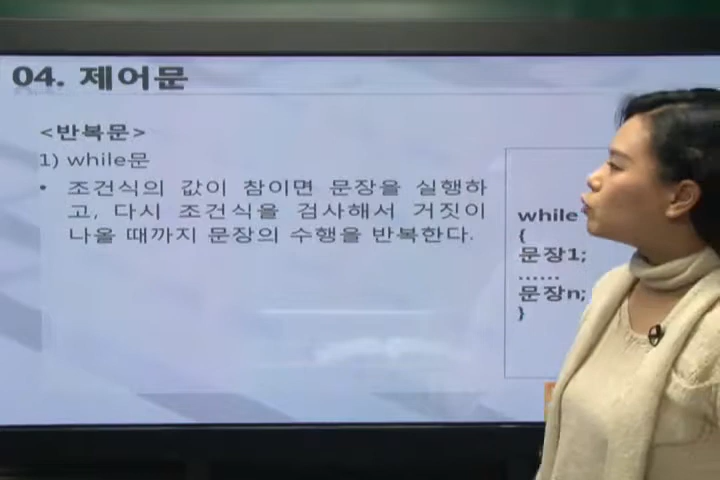 04. 제어문
<반복문>
1) while문
• 조건식의 값이 참이면 문장을 실행하
고, 다시 조건식을 검사해서 거짓이
나올 때까지 문장의 수행을 반복한다.
while
{
문장1;
......
문장n;
}